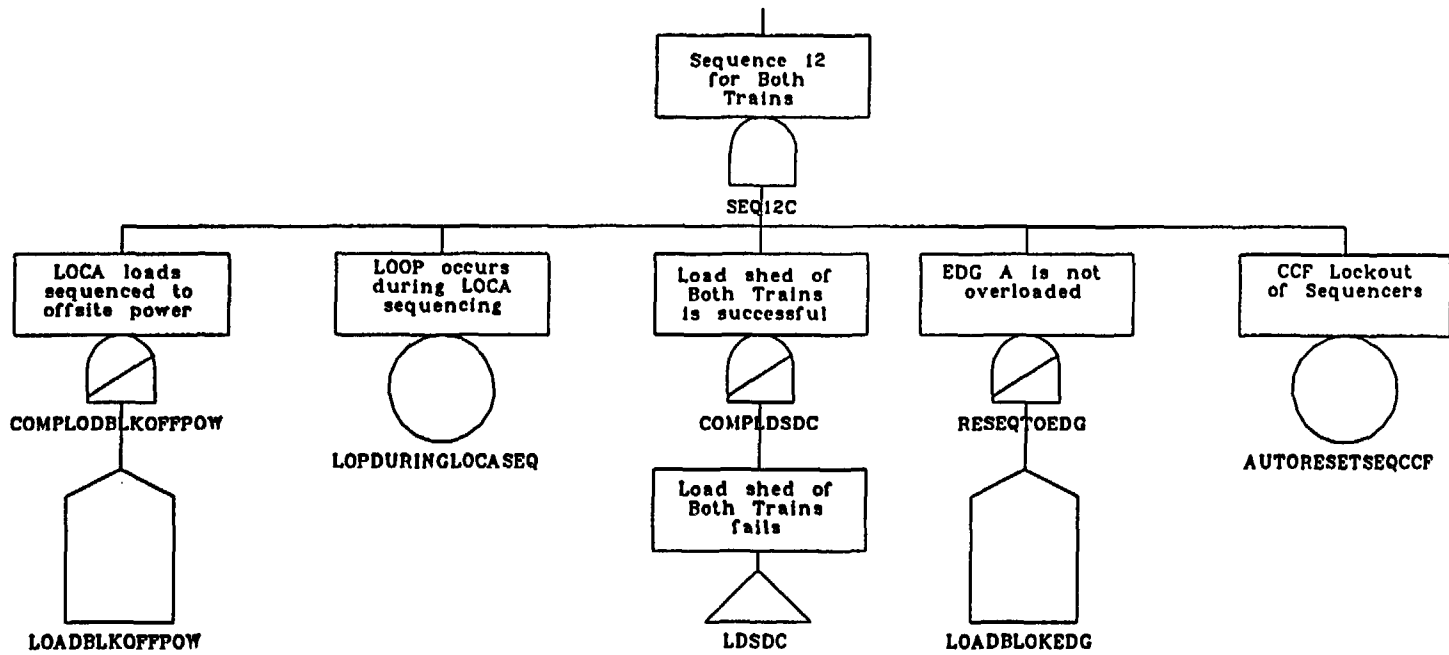 Sequence 12
for Both
Trains
SEQ12C
LOCA loads
sequenced to
offsite power
COMPLODBLKOFFPOW
LOADBLKOFFPOW
LOOP occurs
during LOCA
sequencing
LOPDURINGLOCASEQ
Load shed of
Both Trains
is successful
COMPLDSDC
Load shed of
Both Trains
fails
LDSDC
EDG A is not
overloaded
RESEQTOEDG
LOADBLOKEDG
CCF Lockout
of Sequencers
AUTORESETSEQCCF